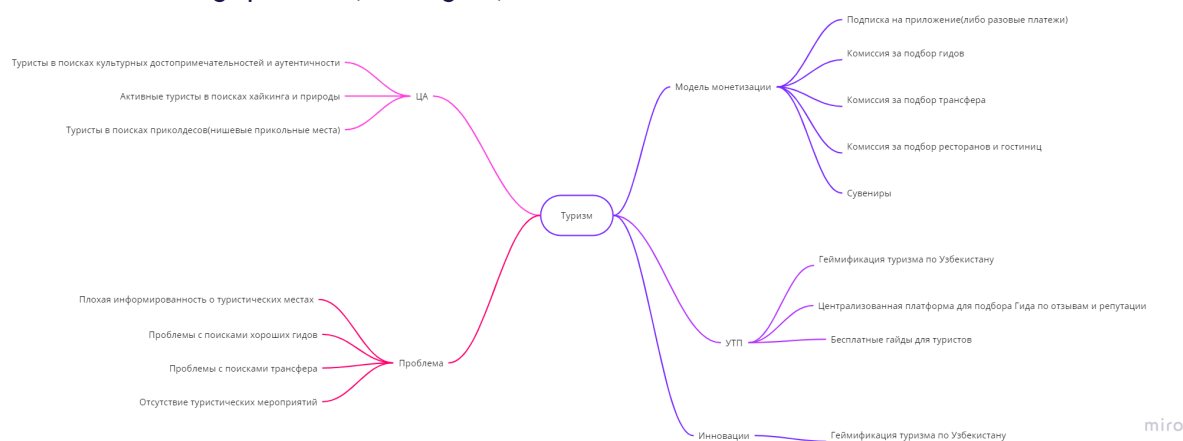 Туристы в поисках культурных достопримечательностей и аутентичности
Активные туристы в поисках хайкинга и природы
Туристы в поисках приколдесов(нишевые прикольные места)
ЦА
Плохая информированность о туристических местах
Проблемы с поисками хороших гидов
Проблемы с поисками трансфера
Отсутствие туристических мероприятий
Проблема
Туризм
Модель монетизации
Подписка на приложение(либо разовые платежи)
Комиссия за подбор гидов
Комиссия за подбор трансфера
Комиссия за подбор ресторанов и гостиниц
Сувениры
УТП
Геймификация туризма по Узбекистану
Централизованная платформа для подбора Гида по отзывам и репутации
Бесплатные гайды для туристов
Инновации
Геймификация туризма по Узбекистану
miro